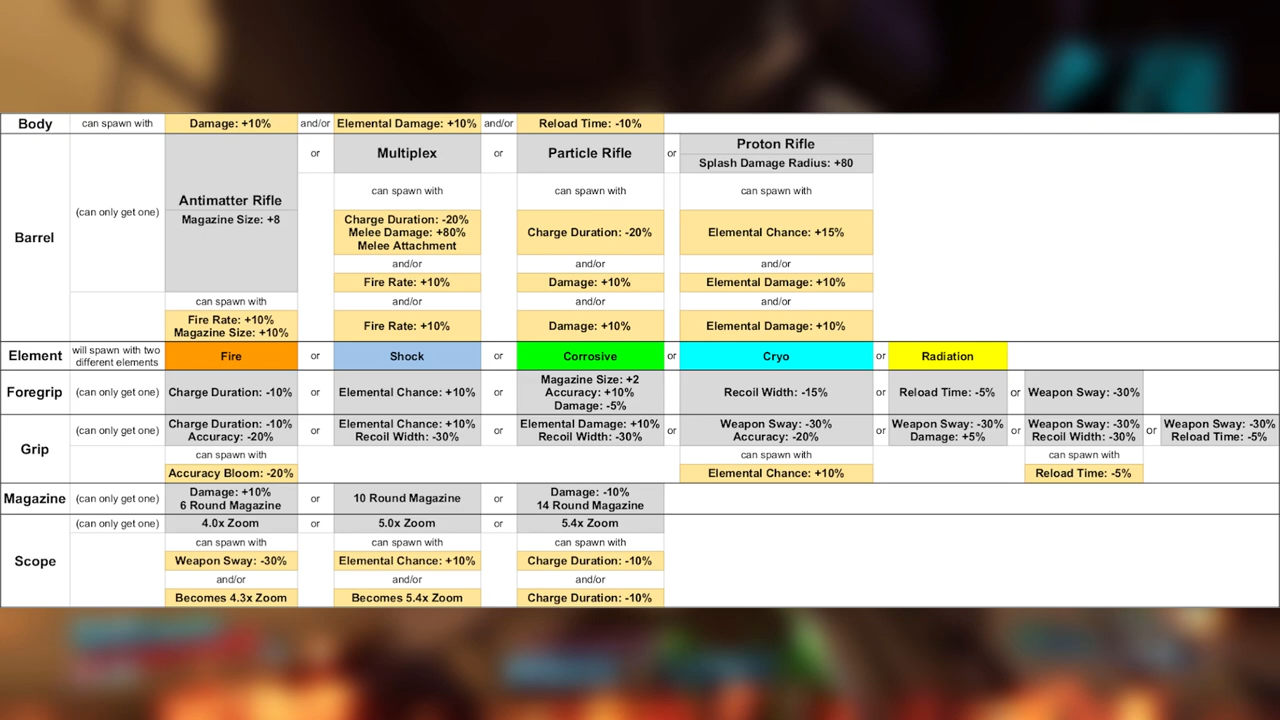 Body can spawn with Damage: +10% and/or Elemental Damage: +10% and/or Reload Time: -10%
Barrel
(can only get one)
Antimatter Rifle
Magazine Size: +8
or
Multiplex
or
Particle Rifle
or
Proton Rifle
Splash Damage Radius: +80
can spawn with can spawn with can spawn with
Charge Duration: -20%
Melee Damage: +80%
Melee Attachment
Charge Duration: -20%
Elemental Chance: +15%
and/or and/or and/or
Fire Rate: +10% Damage: +10% Elemental Damage: +10%
can spawn with and/or and/or and/or
Fire Rate: +10%
Magazine Size: +10%
Fire Rate: +10%
Damage: +10%
Elemental Damage: +10%
Element
will spawn with two
different elements
Fire or Shock or Corrosive or Cryo or Radiation
Foregrip
(can only get one)
Charge Duration: -10%
or
Elemental Chance: +10%
or
Magazine Size: +2
Accuracy: +10%
Damage: -5%
or
Recoil Width: -15%
or
Reload Time: -5%
or
Weapon Sway: -30%
Grip
(can only get one)
Charge Duration: -10%
Accuracy: -20%
or
Elemental Chance: +10%
Recoil Width: -30%
or
Elemental Damage: +10%
Recoil Width: -30%
or
Weapon Sway: -30%
Accuracy: -20%
or
Weapon Sway: -30%
Damage: +5%
or
Weapon Sway: -30%
Recoil Width: -30%
or
Weapon Sway: -30%
Reload Time: -5%
can spawn with can spawn with can spawn with
Accuracy Bloom: -20% Elemental Chance: +10% Reload Time: -5%
Magazine
(can only get one)
Damage: +10%
6 Round Magazine
or
10 Round Magazine
or
Damage: -10%
14 Round Magazine
Scope
(can only get one) 4.0x Zoom or 5.0x Zoom or 5.4x Zoom
can spawn with can spawn with can spawn with
Weapon Sway: -30% Elemental Chance: +10% Charge Duration: -10%
and/or and/or and/or
Becomes 4.3x Zoom Becomes 5.4x Zoom Charge Duration: -10%